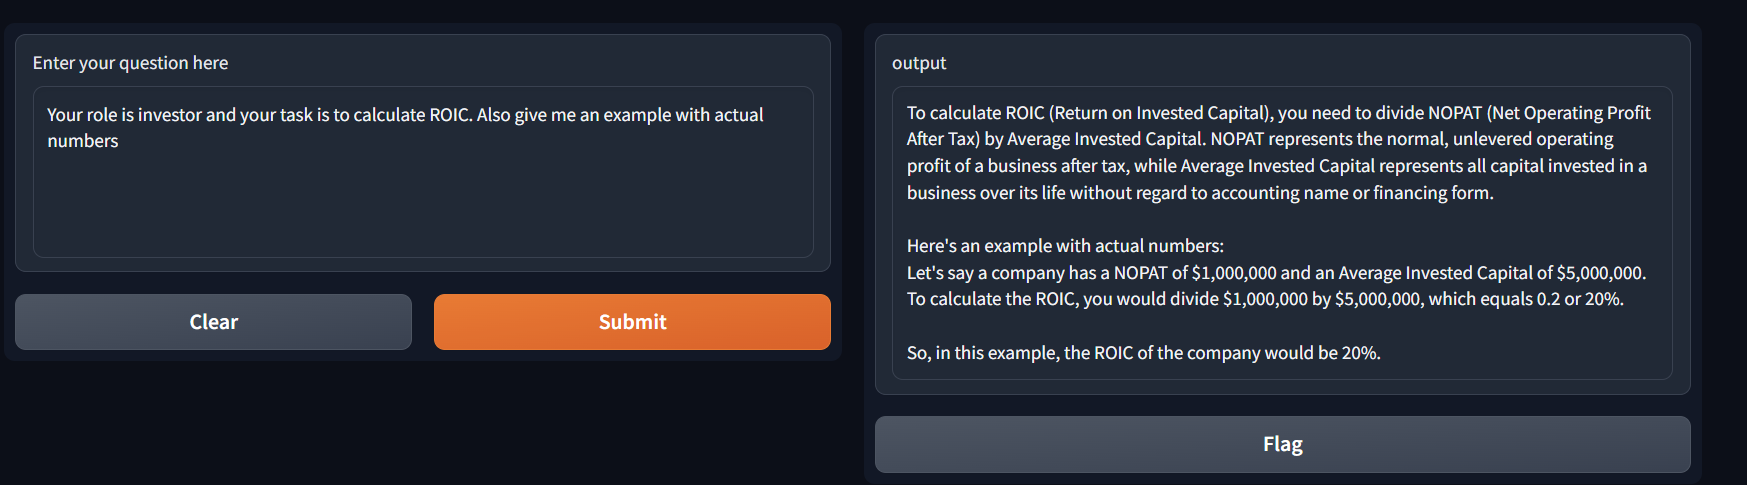 Enter your question here
Your role is investor and your task is to calculate ROIC. Also give me an example with actual
numbers
Clear
Submit
output
To calculate ROIC (Return on Invested Capital), you need to divide NOPAT (Net Operating Profit
After Tax) by Average Invested Capital. NOPAT represents the normal, unlevered operating
profit of a business after tax, while Average Invested Capital represents all capital invested in a
business over its life without regard to accounting name or financing form.
Here's an example with actual numbers:
Let's say a company has a NOPAT of $1,000,000 and an Average Invested Capital of $5,000,000.
To calculate the ROIC, you would divide $1,000,000 by $5,000,000, which equals 0.2 or 20%.
So, in this example, the ROIC of the company would be 20%.
Flag